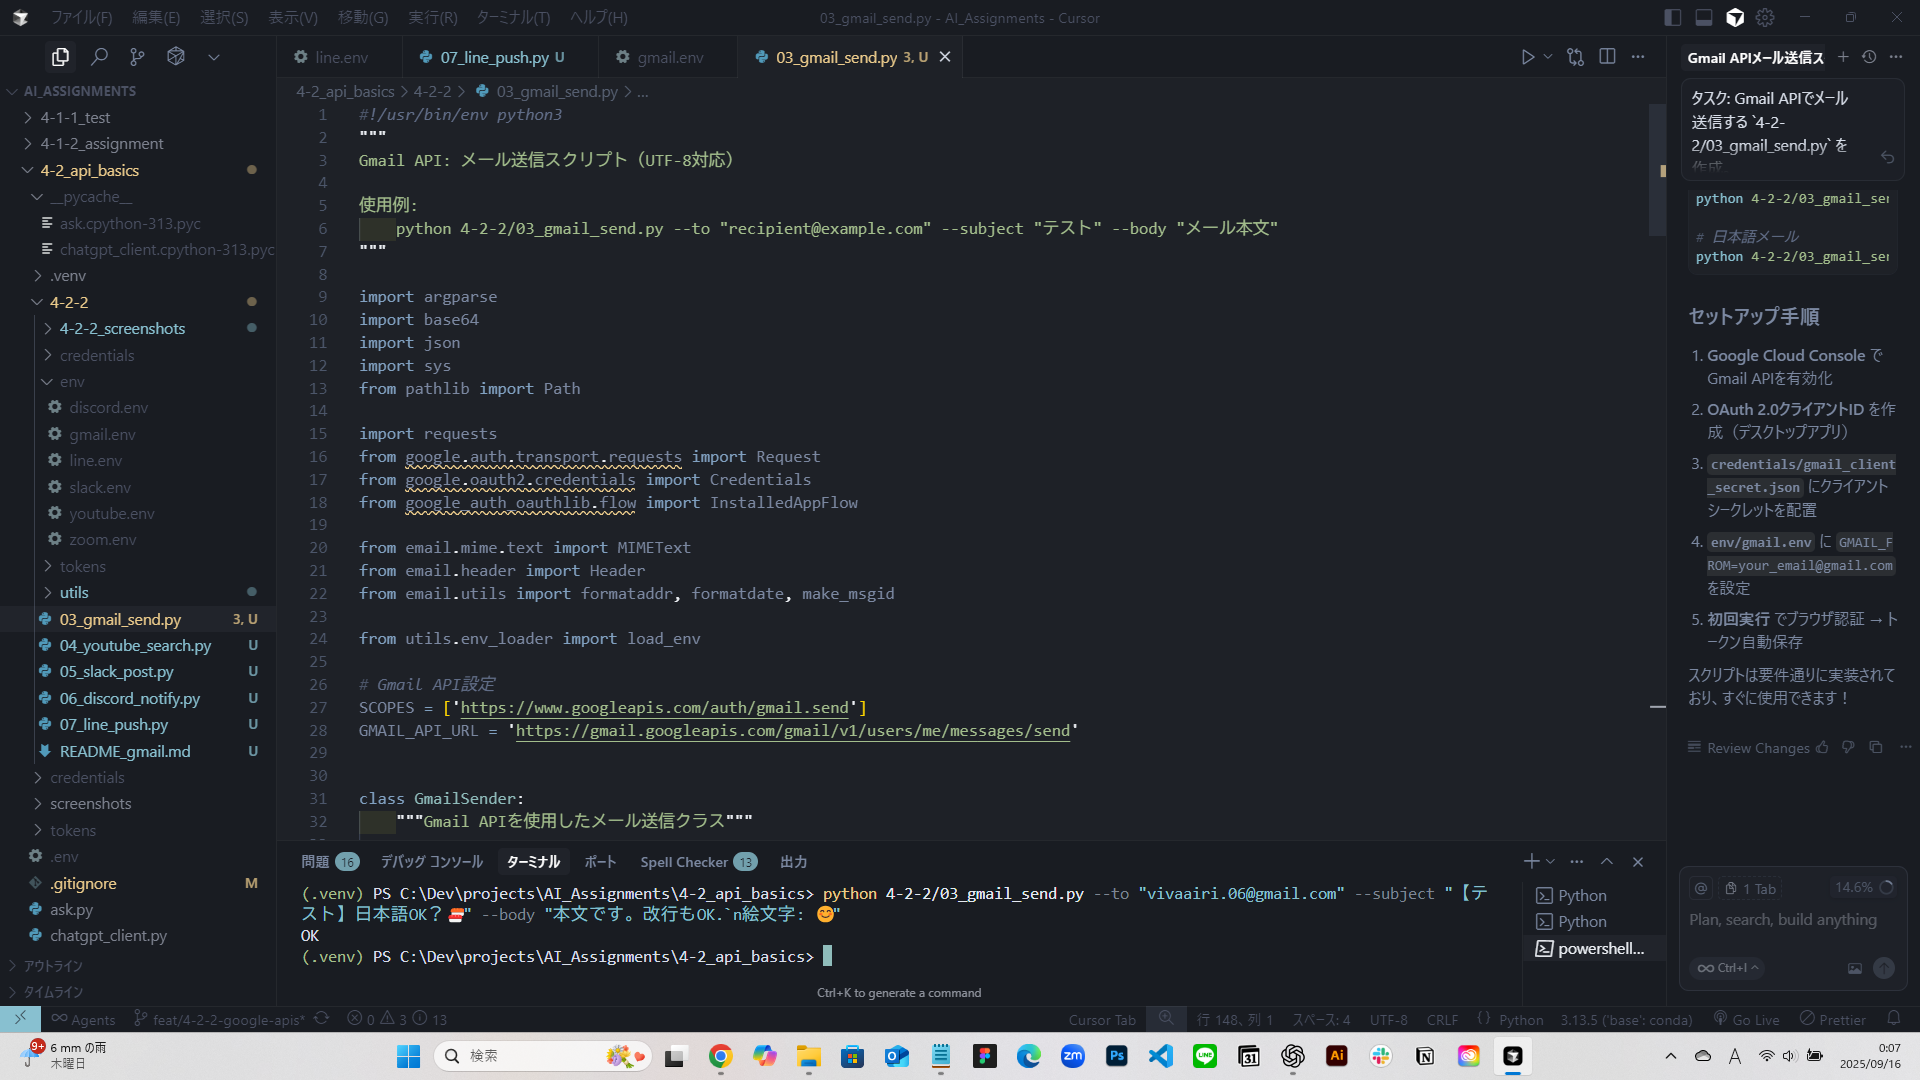 ファイル(F) 編集(E) 選択(S) 表示(V) 移動(G) 実行(R) ターミナル(T) ヘルプ(H)
03_gmail_send.py - AI_Assignments - Cursor
line.env
07_line_push.py U
gmail.env
03_gmail_send.py 3, U
4-2_api_basics > 4-2-2 > 03_gmail_send.py > ...
AI_ASSIGNMENTS
4-1-1_test
4-1-2_assignment
4-2_api_basics
__pycache__
ask.cpython-313.pyc
chatgpt_client.cpython-313.pyc
.venv
4-2-2
4-2-2_screenshots
credentials
env
discord.env
gmail.env
line.env
slack.env
youtube.env
zoom.env
tokens
utils
03_gmail_send.py 3, U
04_youtube_search.py U
05_slack_post.py U
06_discord_notify.py U
07_line_push.py U
README_gmail.md U
credentials
screenshots
tokens
.env
.gitignore M
ask.py
chatgpt_client.py
アウトライン
タイムライン
1 #!/usr/bin/env python3
2 """
3 Gmail API: メール送信スクリプト（UTF-8対応）
4
5 使用例:
6 python 4-2-2/03_gmail_send.py --to "recipient@example.com" --subject "テスト" --body "メール本文"
7 """
8
9 import argparse
10 import base64
11 import json
12 import sys
13 from pathlib import Path
14
15 import requests
16 from google.auth.transport.requests import Request
17 from google.oauth2.credentials import Credentials
18 from google_auth_oauthlib.flow import InstalledAppFlow
19
20 from email.mime.text import MIMEText
21 from email.header import Header
22 from email.utils import formataddr, formatdate, make_msgid
23
24 from utils.env_loader import load_env
25
26 # Gmail API設定
27 SCOPES = ['https://www.googleapis.com/auth/gmail.send']
28 GMAIL_API_URL = 'https://gmail.googleapis.com/gmail/v1/users/me/messages/send'
29
30
31 class GmailSender:
32 """Gmail APIを使用したメール送信クラス"""
問題 16 デバッグ コンソール ターミナル ポート Spell Checker 13 出力
(.venv) PS C:\Dev\projects\AI_Assignments\4-2_api_basics> python 4-2-2/03_gmail_send.py --to "vivaairi.06@gmail.com" --subject "【テ
スト】日本語OK？🍣" --body "本文です。改行もOK.`n絵文字: 😊"
OK
(.venv) PS C:\Dev\projects\AI_Assignments\4-2_api_basics>
Ctrl+K to generate a command
Python
Python
powershell...
Gmail APIメール送信ス
タスク: Gmail APIでメール
送信する `4-2-
2/03_gmail_send.py` を
作成。
python 4-2-2/03_gmail_ser
# 日本語メール
python 4-2-2/03_gmail_ser
セットアップ手順
1. Google Cloud Console で
Gmail APIを有効化
2. OAuth 2.0クライアントID を作
成（デスクトップアプリ）
3. credentials/gmail_client
_secret.json にクライアント
シークレットを配置
4. env/gmail.env に GMAIL_F
ROM=your_email@gmail.com
を設定
5. 初回実行 でブラウザ認証 → ト
ークン自動保存
スクリプトは要件通りに実装されて
おり、すぐに使用できます！
Review Changes
@ 1 Tab 14.6%
Plan, search, build anything
∞ Ctrl+I
Agents feat/4-2-2-google-apis* 0 3 13
Cursor Tab 行 148、列 1 スペース: 4 UTF-8 CRLF {} Python 3.13.5 ('base': conda) Go Live Prettier
9+ 6 mm の雨
木曜日
検索
zm Ps LINE 31 Ai N
A
0:07
2025/09/16